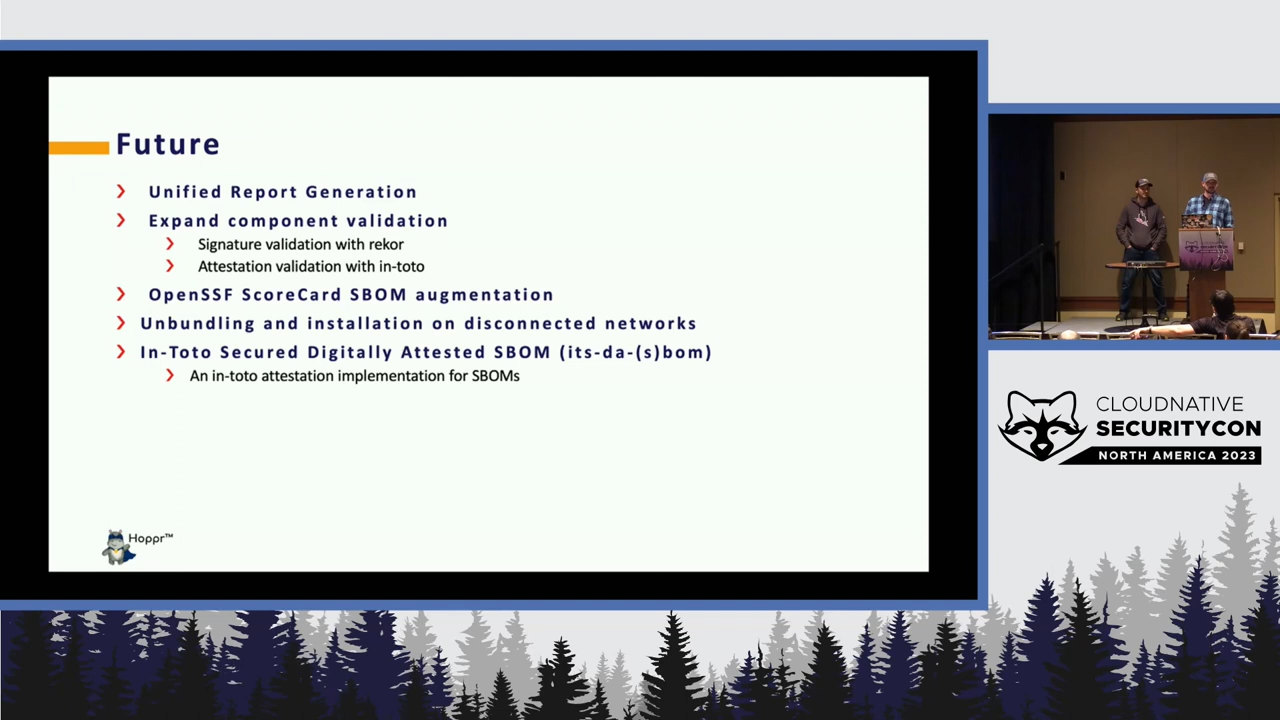 Future
Unified Report Generation
Expand component validation
Signature validation with rekor
Attestation validation with in-toto
OpenSSF ScoreCard SBOM augmentation
Unbundling and installation on disconnected networks
In-Toto Secured Digitally Attested SBOM (its-da-(s)bom)
An in-toto attestation implementation for SBOMs
Hoppr™
CLOUDNATIVE
SECURITYCON
NORTH AMERICA 2023